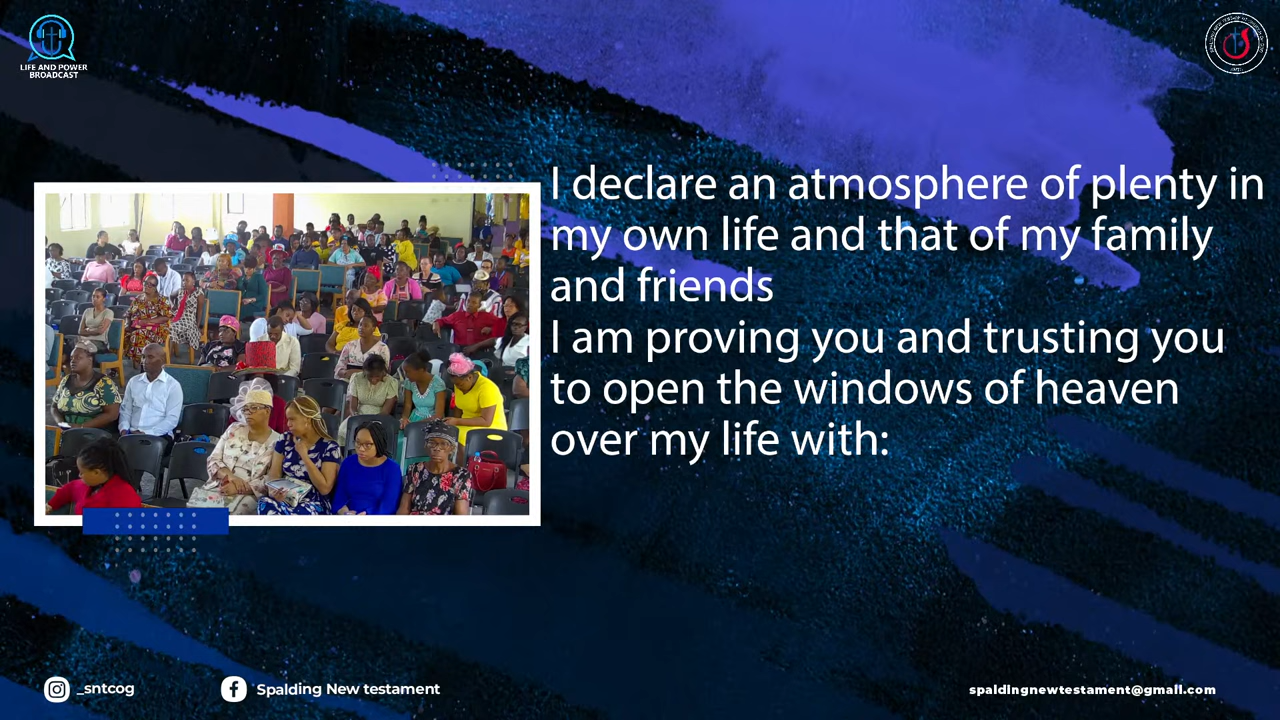 LIFE AND POWER
BROADCAST
I declare an atmosphere of plenty in
my own life and that of my family
and friends
I am proving you and trusting you
to open the windows of heaven
over my life with:
_sntcog
Spalding New testament
spaldingnewtestament@gmail.com